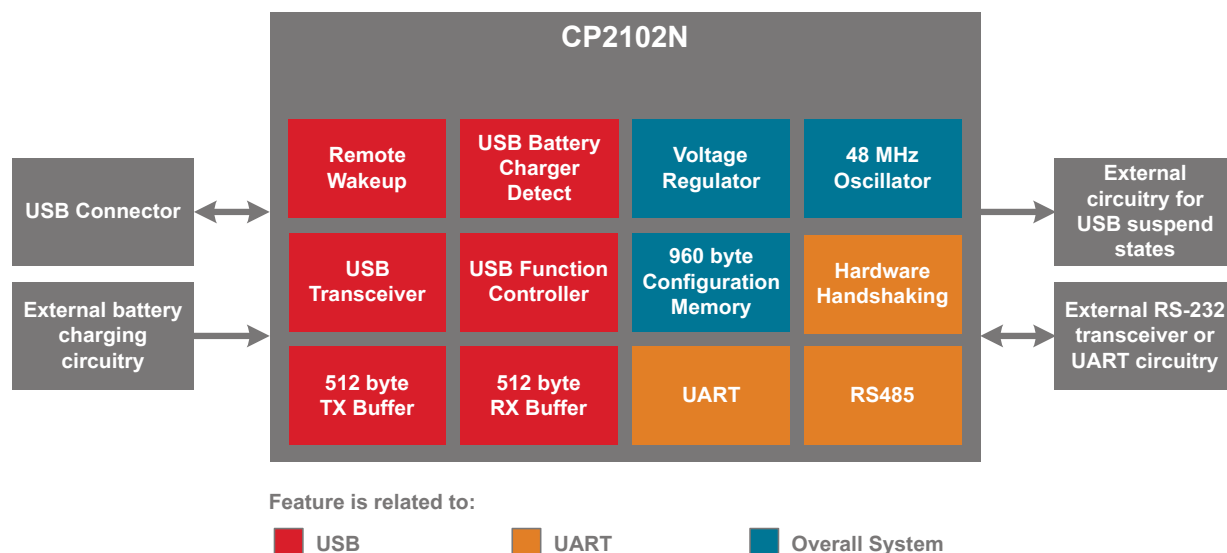 CP2102N
Remote
Wakeup
USB Battery
Charger
Detect
Voltage
Regulator
48 MHz
Oscillator
USB Connector
External
circuitry for
USB suspend
states
USB
Transceiver
USB Function
Controller
960 byte
Configuration
Memory
Hardware
Handshaking
External battery
charging
circuitry
External RS-232
transceiver or
UART circuitry
512 byte
TX Buffer
512 byte
RX Buffer
UART
RS485
Feature is related to:
USB
UART
Overall System